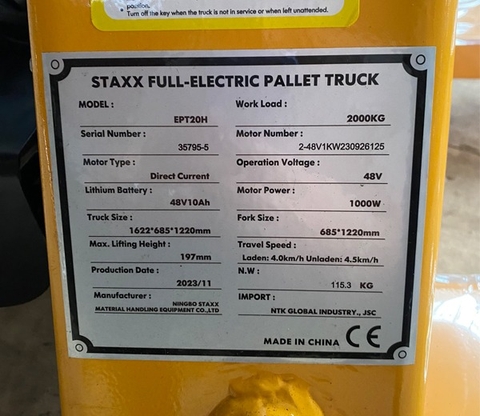 position.
• Turn off the key when the truck is not in service or when left unattended.
STAXX FULL-ELECTRIC PALLET TRUCK
MODEL :
EPT20H
Work Load :
2000KG
Serial Number :
35795-5
Motor Number :
2-48V1KW230926125
Motor Type :
Direct Current
Operation Voltage :
48V
Lithium Battery :
48V10Ah
Motor Power :
1000W
Truck Size :
1622*685*1220mm
Fork Size :
685*1220mm
Max. Lifting Height :
197mm
Travel Speed :
Laden: 4.0km/h Unladen: 4.5km/h
Production Date :
2023/11
N.W :
115.3 KG
Manufacturer :
NINGBO STAXX
MATERIAL HANDLING EQUIPMENT CO.,LTD
IMPORT :
NTK GLOBAL INDUSTRY., JSC
MADE IN CHINA CE